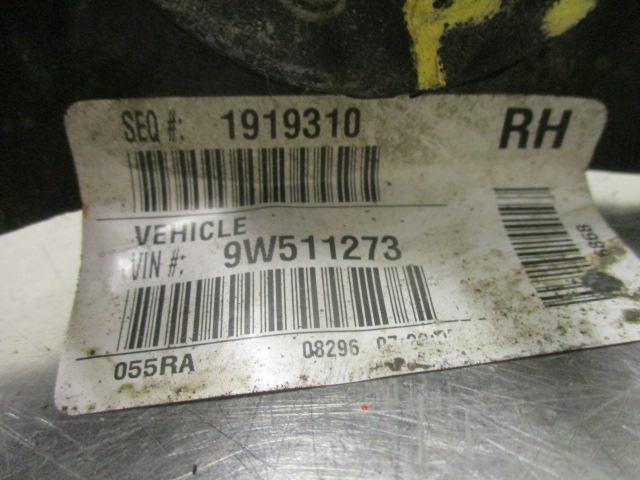 SEQ #: 1919310
RH
VEHICLE
VIN #: 9W511273
055RA
08296